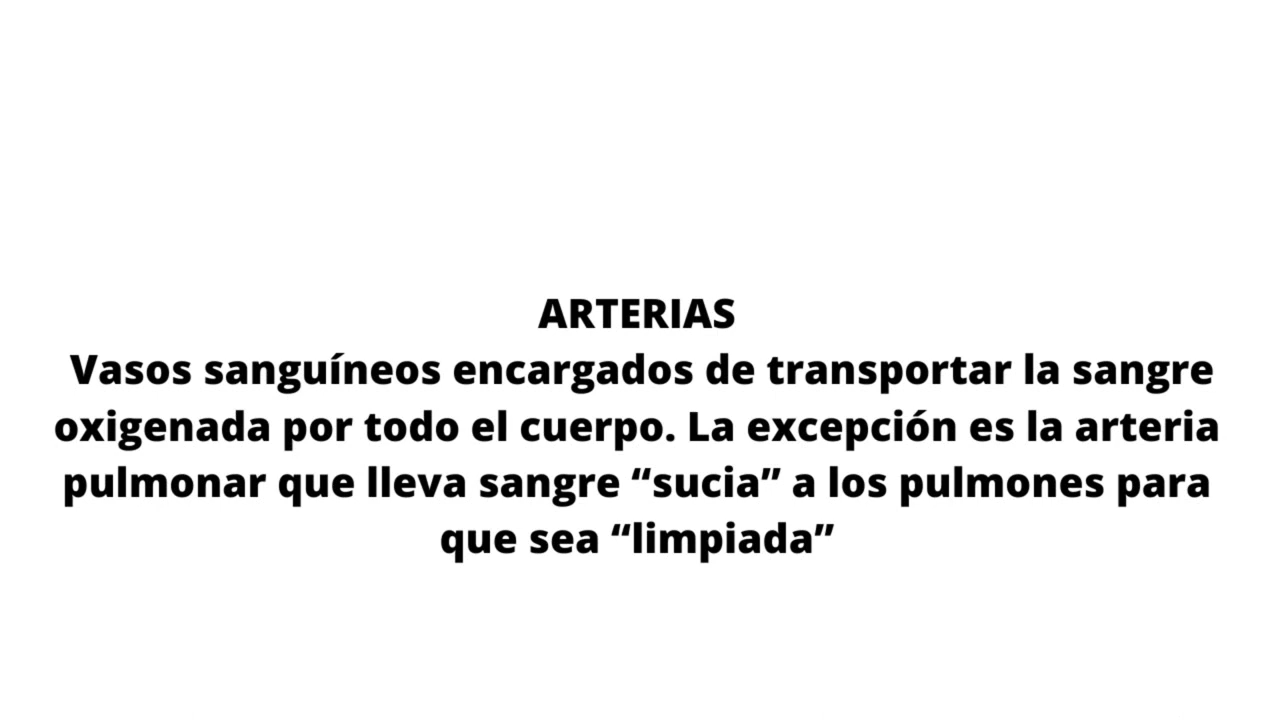 ARTERIAS
Vasos sanguíneos encargados de transportar la sangre
oxigenada por todo el cuerpo. La excepción es la arteria
pulmonar que lleva sangre “sucia” a los pulmones para
que sea “limpiada”